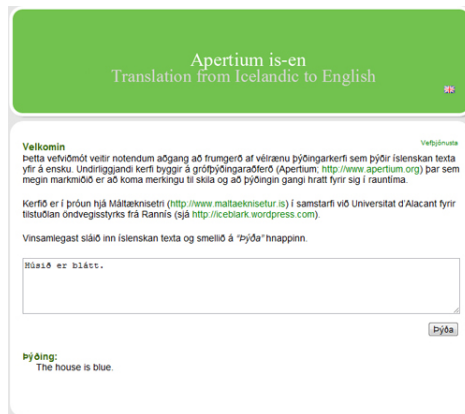 Apertium is-en
Translation from Icelandic to English
Velkomin
Vefþjónusta
Þetta vefviðmót veitir notendum aðgang að frumgerð af vélrænu þýðingarkerfi sem þýðir íslenskan texta
yfir á ensku. Undirliggjandi kerfi byggir á grófþýðingaraðferð (Apertium; http://www.apertium.org) þar sem
megin markmiðið er að koma merkingu til skila og að þýðingin gangi hratt fyrir sig í rauntíma.
Kerfið er í þróun hjá Máltæknisetri (http://www.maltaeknisetur.is) í samstarfi við Universitat d'Alacant fyrir
tilstuðlan öndvegisstyrks frá Rannís (sjá http://iceblark.wordpress.com).
Vinsamlegast sláið inn íslenskan texta og smellið á "Þýða" hnappinn.
Húsið er blátt.
Þýða
Þýðing:
The house is blue.